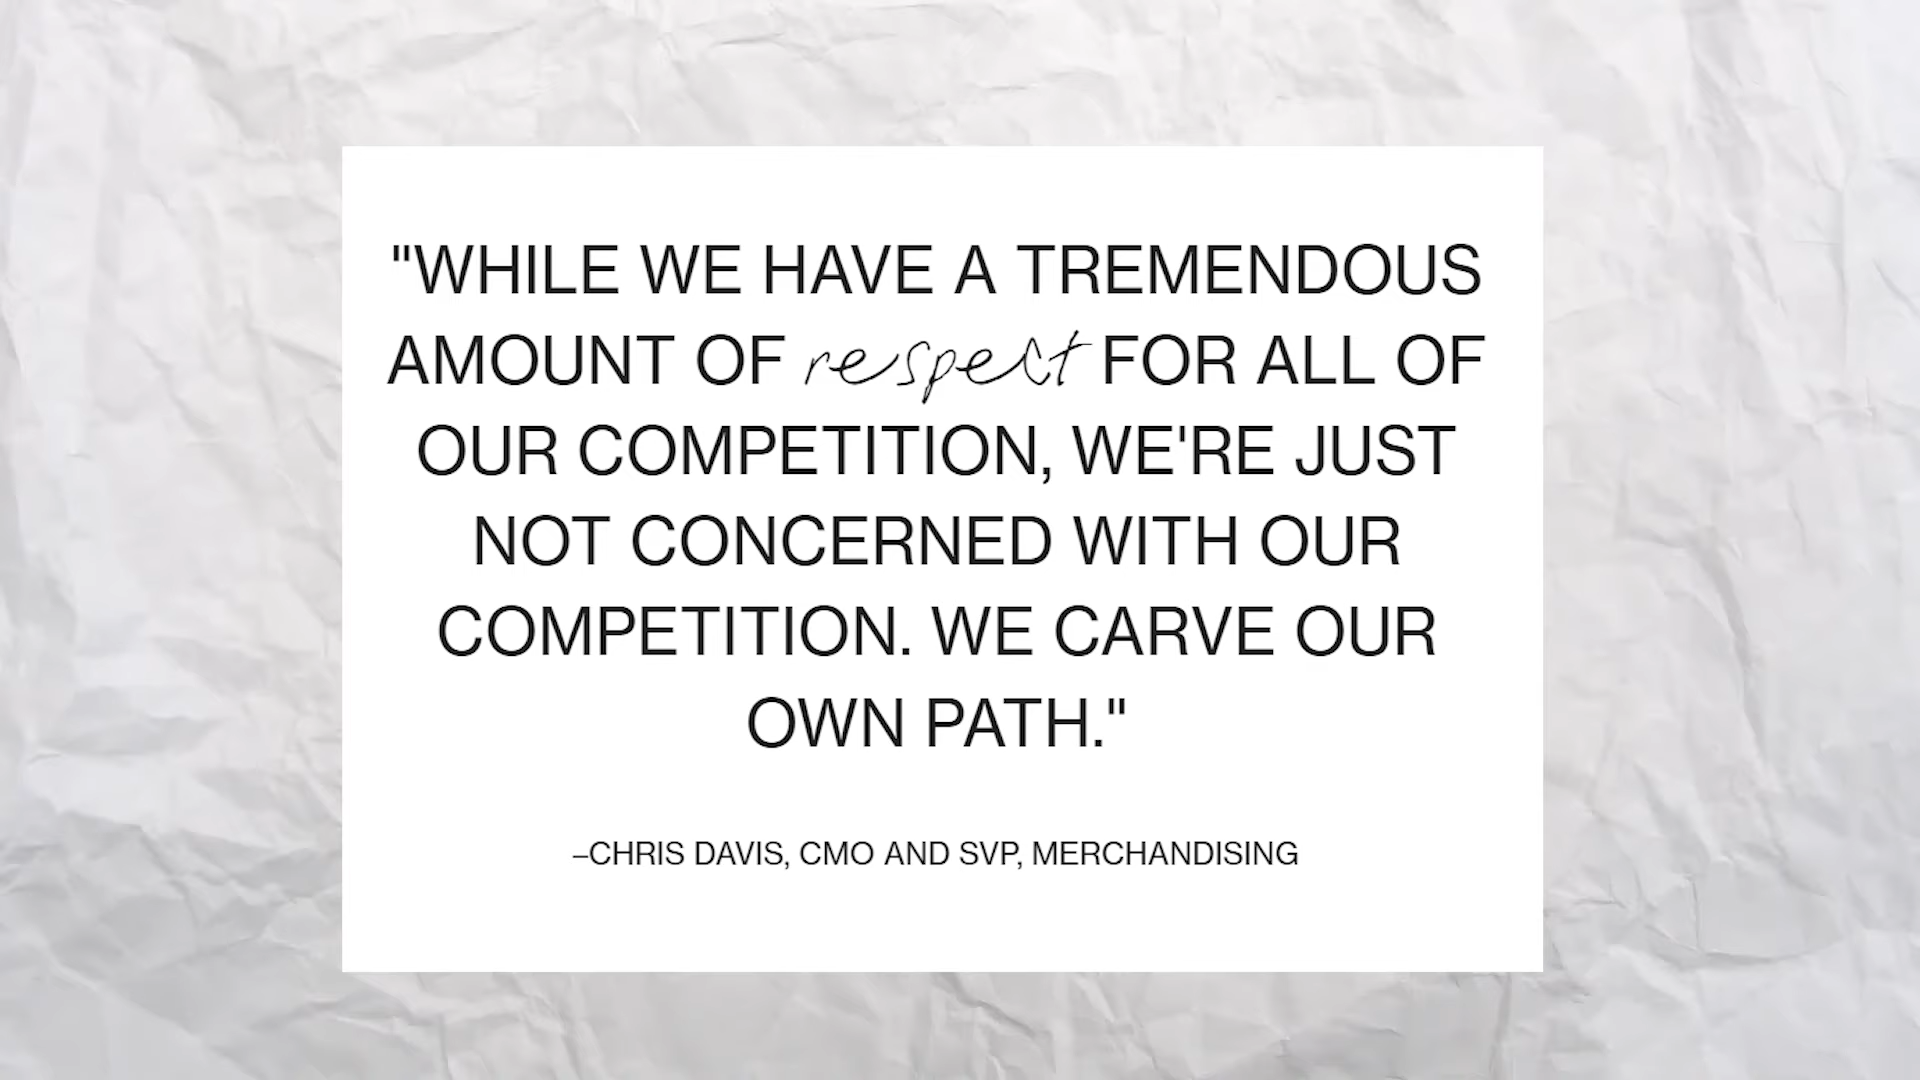 "WHILE WE HAVE A TREMENDOUS
AMOUNT OF respect FOR ALL OF
OUR COMPETITION, WE'RE JUST
NOT CONCERNED WITH OUR
COMPETITION. WE CARVE OUR
OWN PATH."
–CHRIS DAVIS, CMO AND SVP, MERCHANDISING